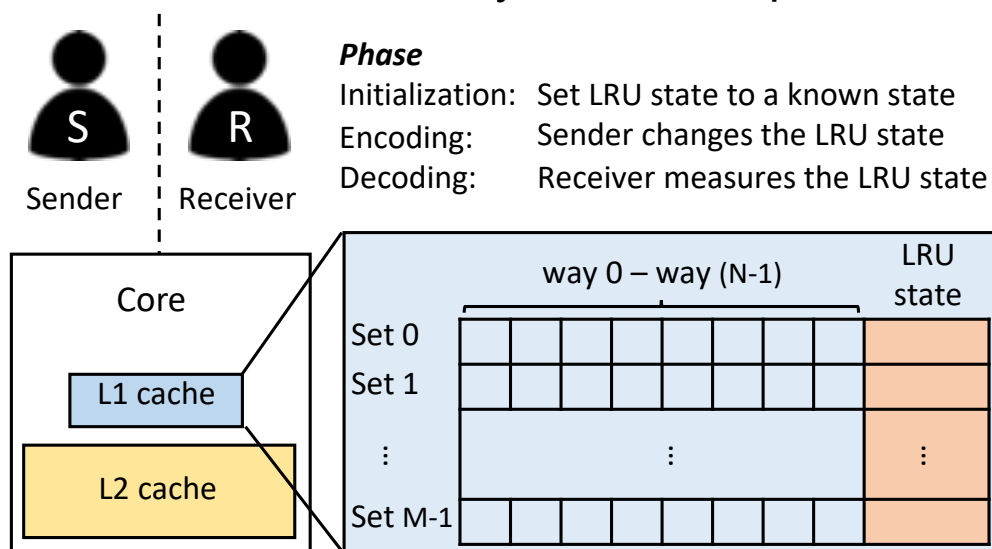 S
R
Sender
Receiver
Phase
Initialization: Set LRU state to a known state
Encoding: Sender changes the LRU state
Decoding: Receiver measures the LRU state
Core
L1 cache
L2 cache
way 0 – way (N-1)
LRU
state
Set 0
Set 1
⋮ ⋮ ⋮
Set M-1